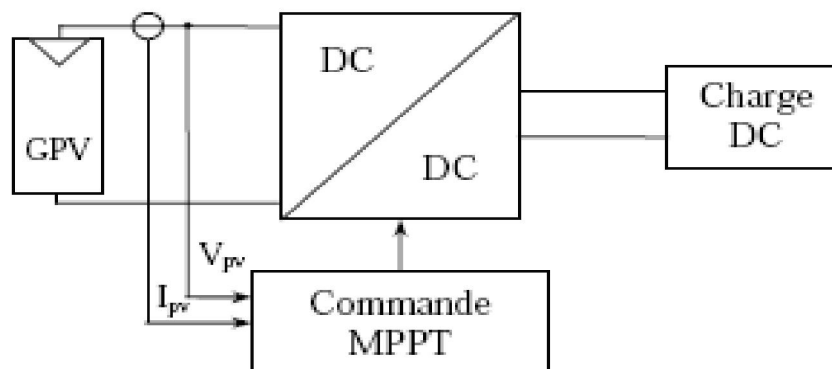 DC
DC
GPV
Charge
DC
Vpv
Ipv
Commande
MPPT